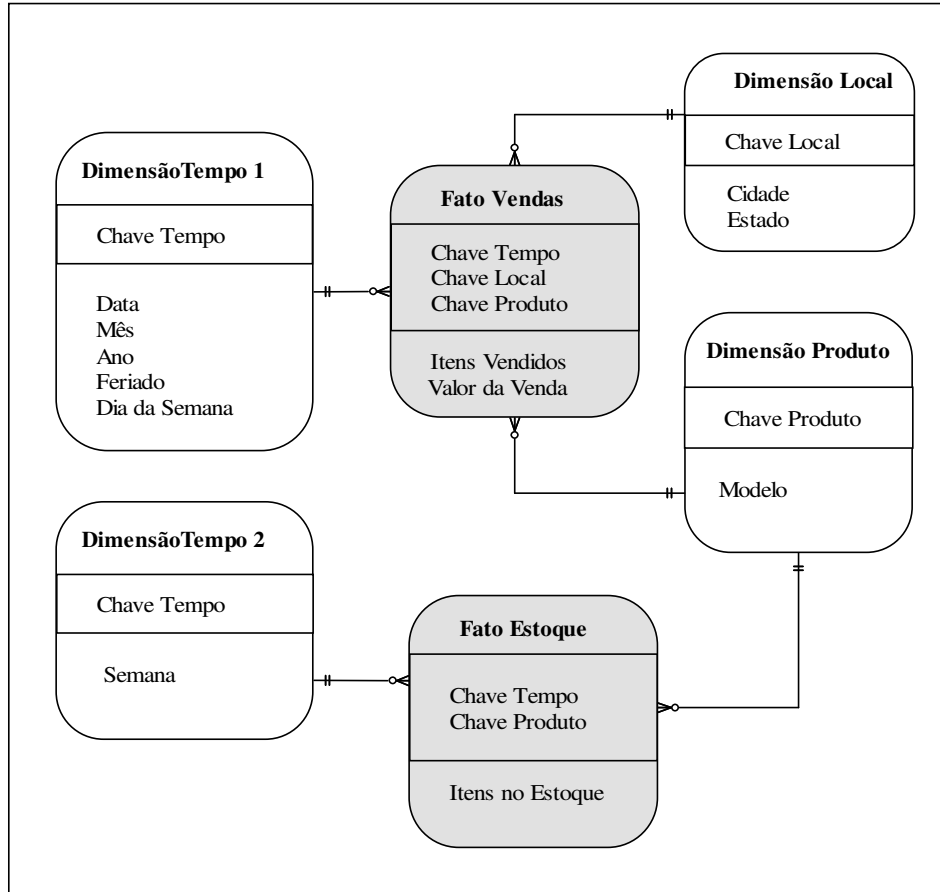 DimensãoTempo 1
Chave Tempo
Data
Mês
Ano
Feriado
Dia da Semana
Fato Vendas
Chave Tempo
Chave Local
Chave Produto
Itens Vendidos
Valor da Venda
Dimensão Local
Chave Local
Cidade
Estado
Dimensão Produto
Chave Produto
Modelo
DimensãoTempo 2
Chave Tempo
Semana
Fato Estoque
Chave Tempo
Chave Produto
Itens no Estoque